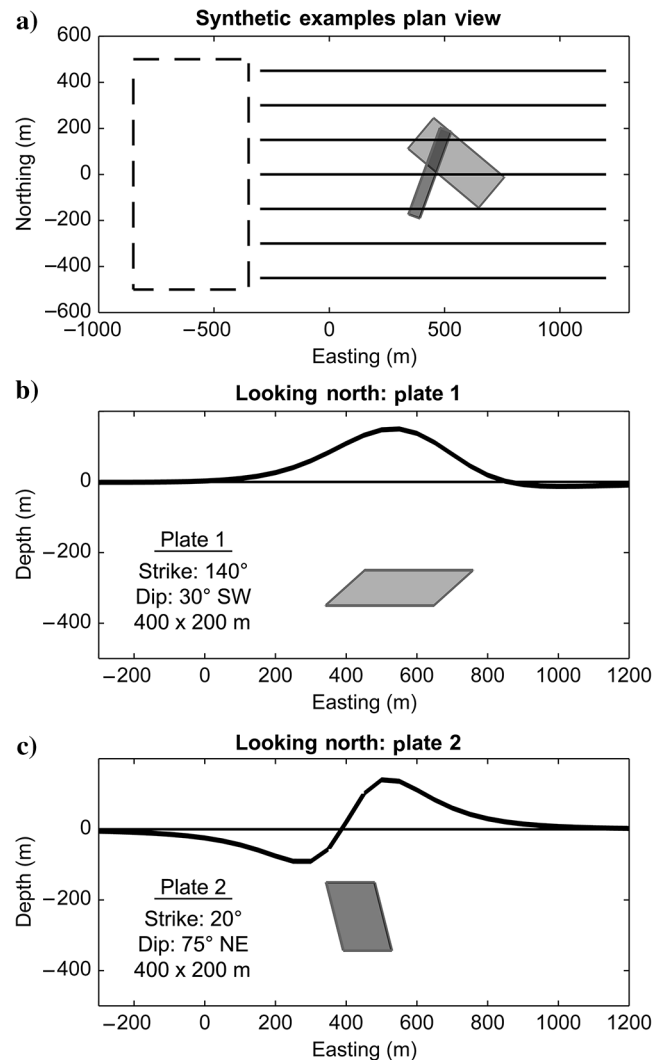 a)
Synthetic examples plan view
600
400
200
0
−200
−400
−600
Northing (m)
−1000
−500
0
500
1000
Easting (m)
b)
Looking north: plate 1
0
−200
−400
Depth (m)
Plate 1
Strike: 140°
Dip: 30° SW
400 x 200 m
−200
0
200
400
600
800
1000
1200
Easting (m)
c)
Looking north: plate 2
0
−200
−400
Depth (m)
Plate 2
Strike: 20°
Dip: 75° NE
400 x 200 m
−200
0
200
400
600
800
1000
1200
Easting (m)